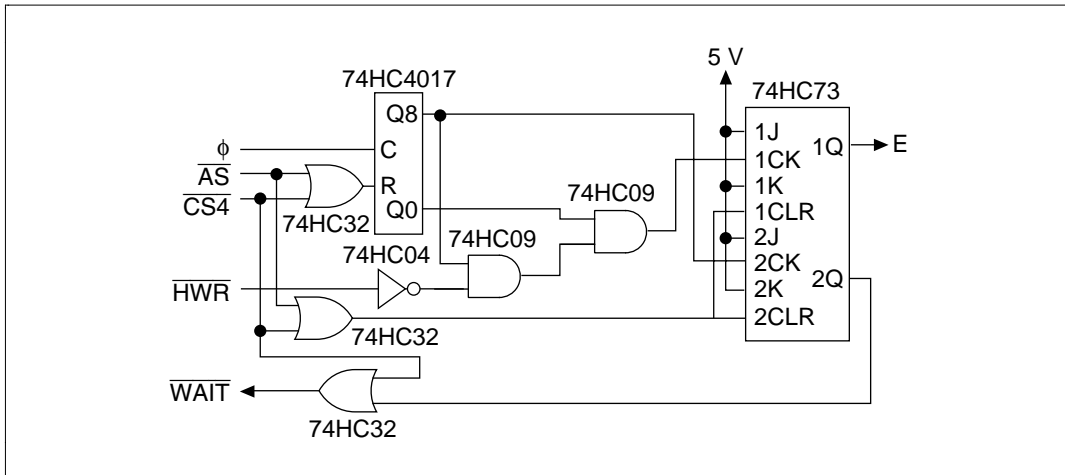 5 V
74HC4017
74HC73
Q8
1J
1Q
E
ϕ
C
1CK
AS
R
74HC09
1K
CS4
Q0
1CLR
74HC32
74HC09
2J
74HC04
2CK
2Q
HWR
2K
74HC32
2CLR
WAIT
74HC32